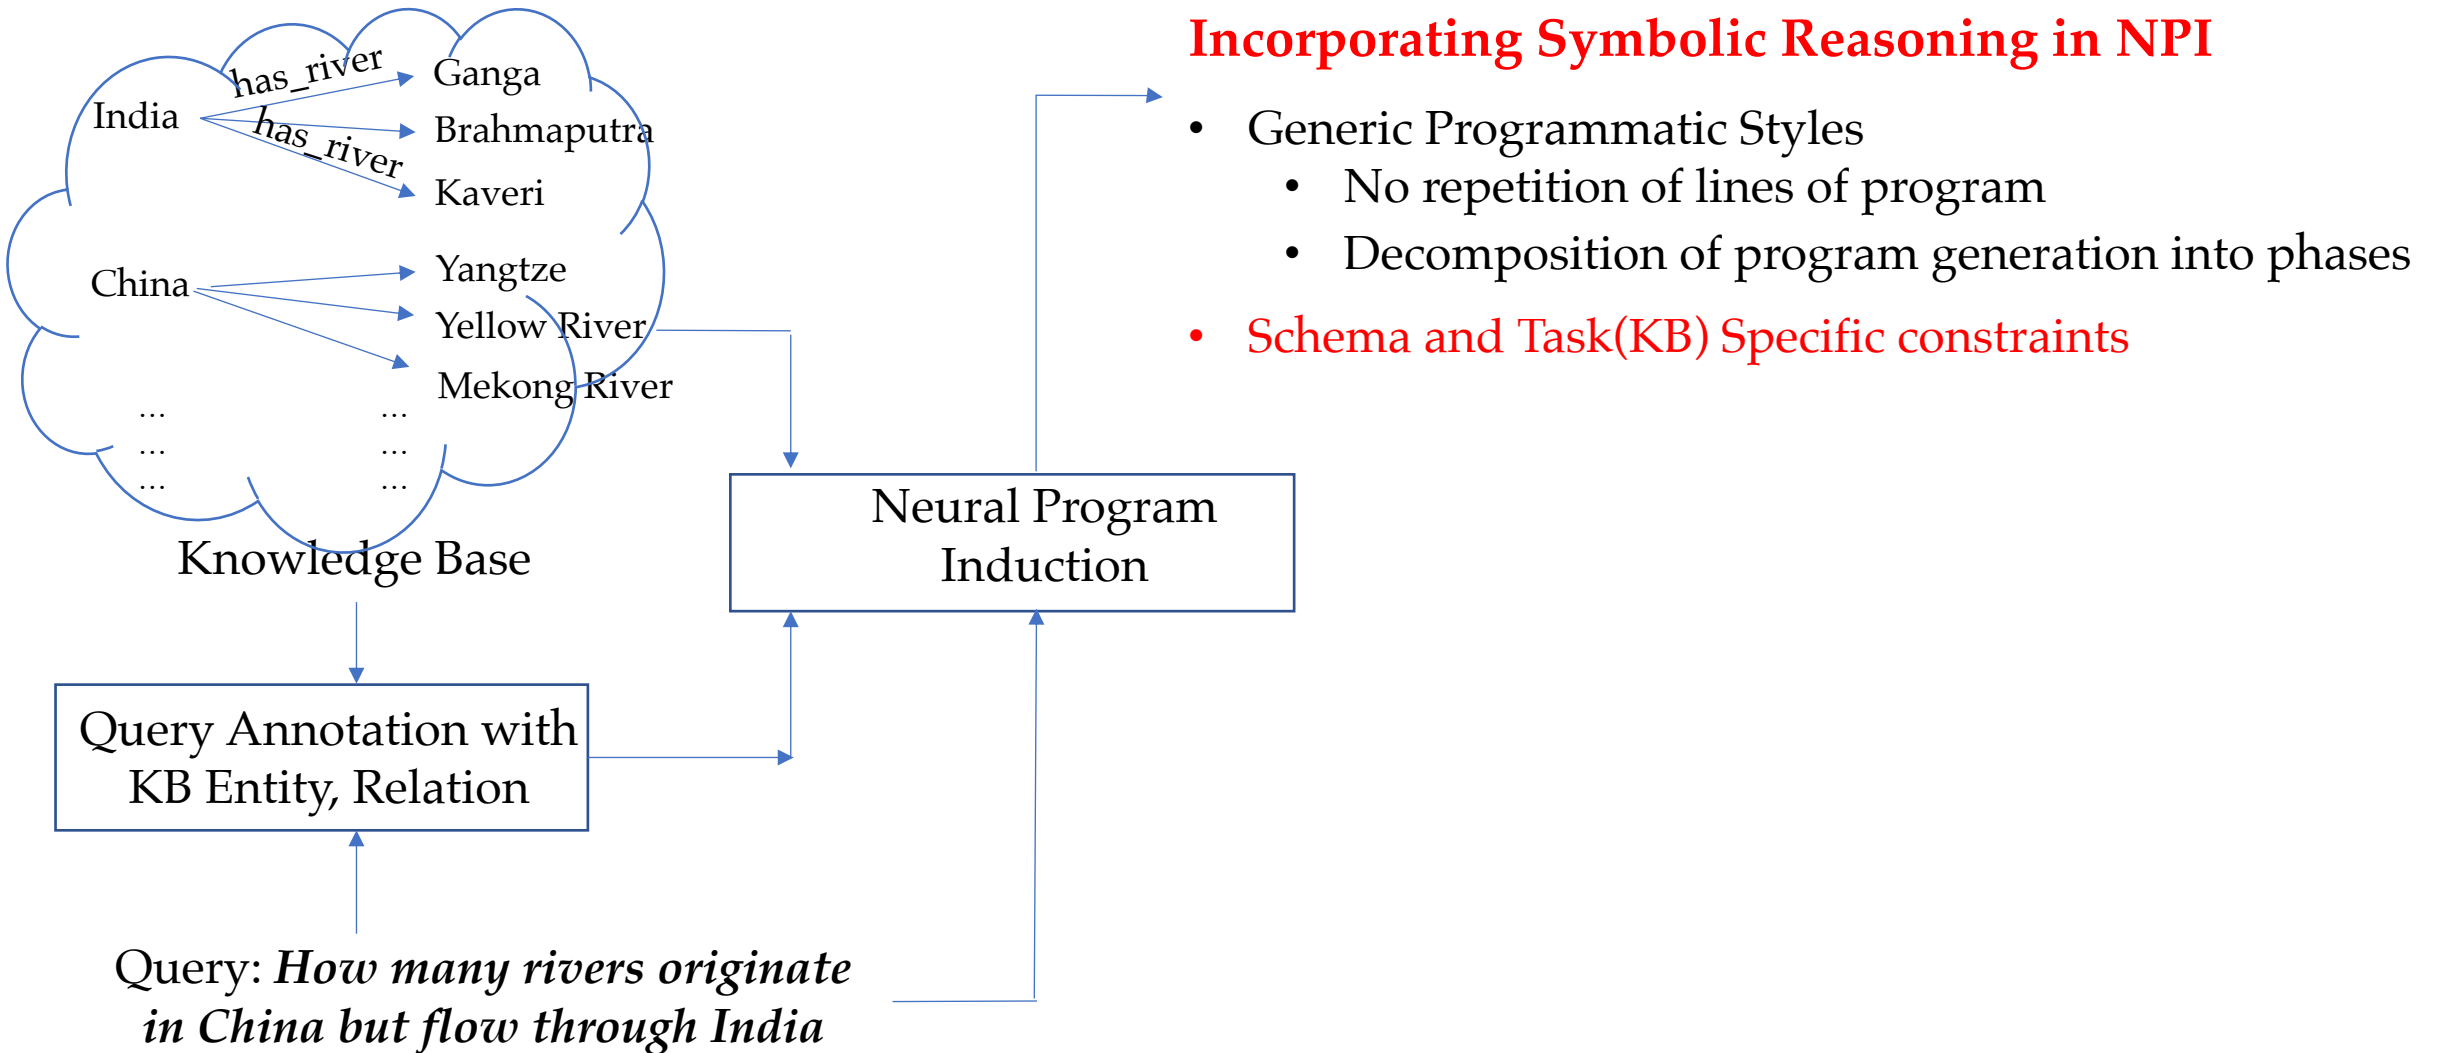 Incorporating Symbolic Reasoning in NPI
• Generic Programmatic Styles
• No repetition of lines of program
• Decomposition of program generation into phases
• Schema and Task(KB) Specific constraints
India
has_river
has_river
Ganga
Brahmaputra
Kaveri
China
Yangtze
Yellow River
Mekong River
... ...
... ...
... ...
Knowledge Base
Neural Program
Induction
Query Annotation with
KB Entity, Relation
Query: How many rivers originate
in China but flow through India